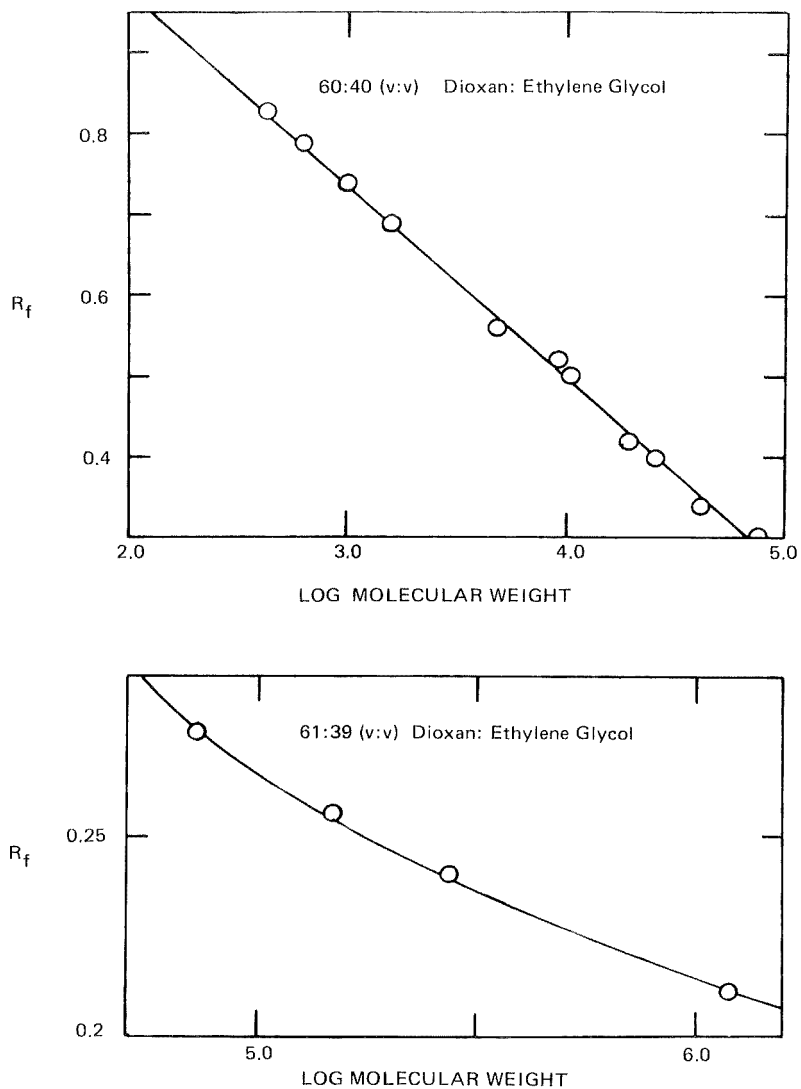 60:40 (v:v) Dioxan: Ethylene Glycol
0.8
0.6
R_f
0.4
2.0 3.0 4.0 5.0
LOG MOLECULAR WEIGHT
61:39 (v:v) Dioxan: Ethylene Glycol
0.25
R_f
0.2
5.0 6.0
LOG MOLECULAR WEIGHT